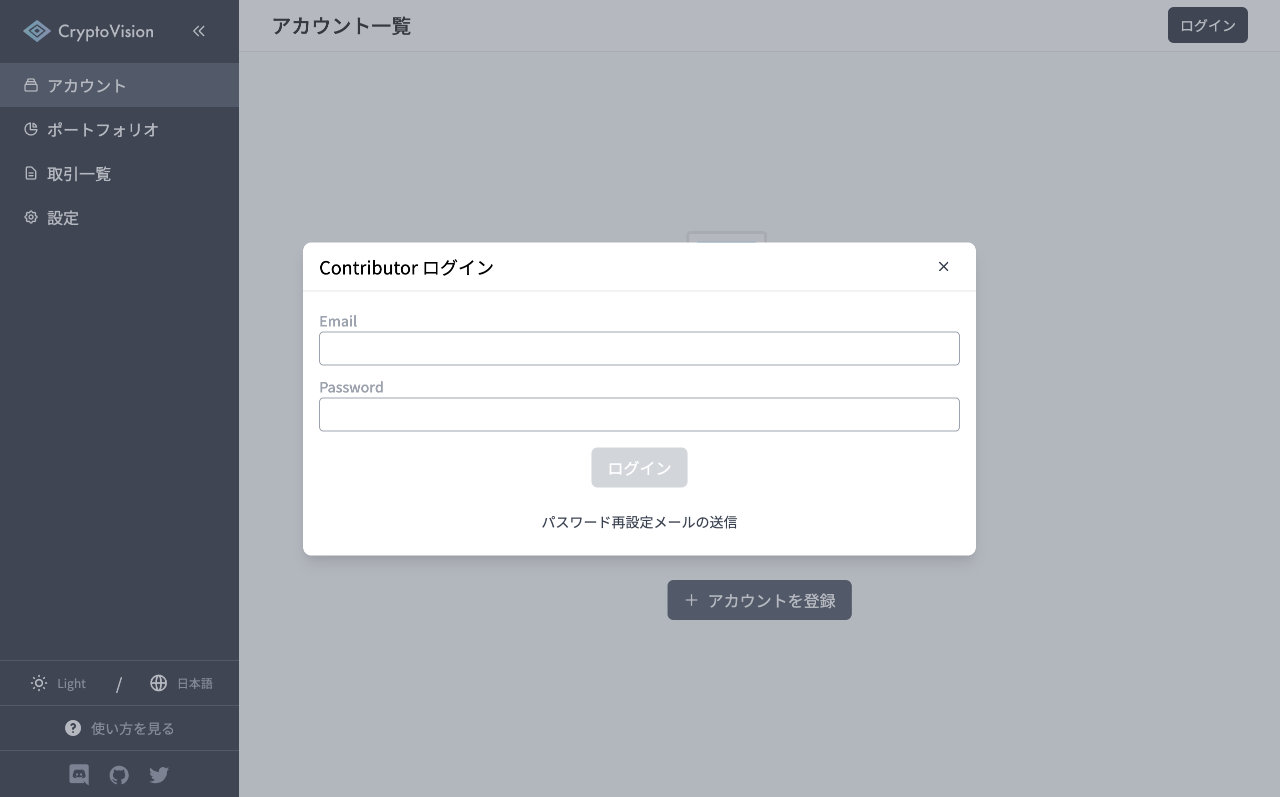 CryptoVision
アカウント
ポートフォリオ
取引一覧
設定
Light / 日本語
使い方を見る
アカウント一覧
ログイン
Contributor ログイン
Email
Password
ログイン
パスワード再設定メールの送信
アカウントを登録